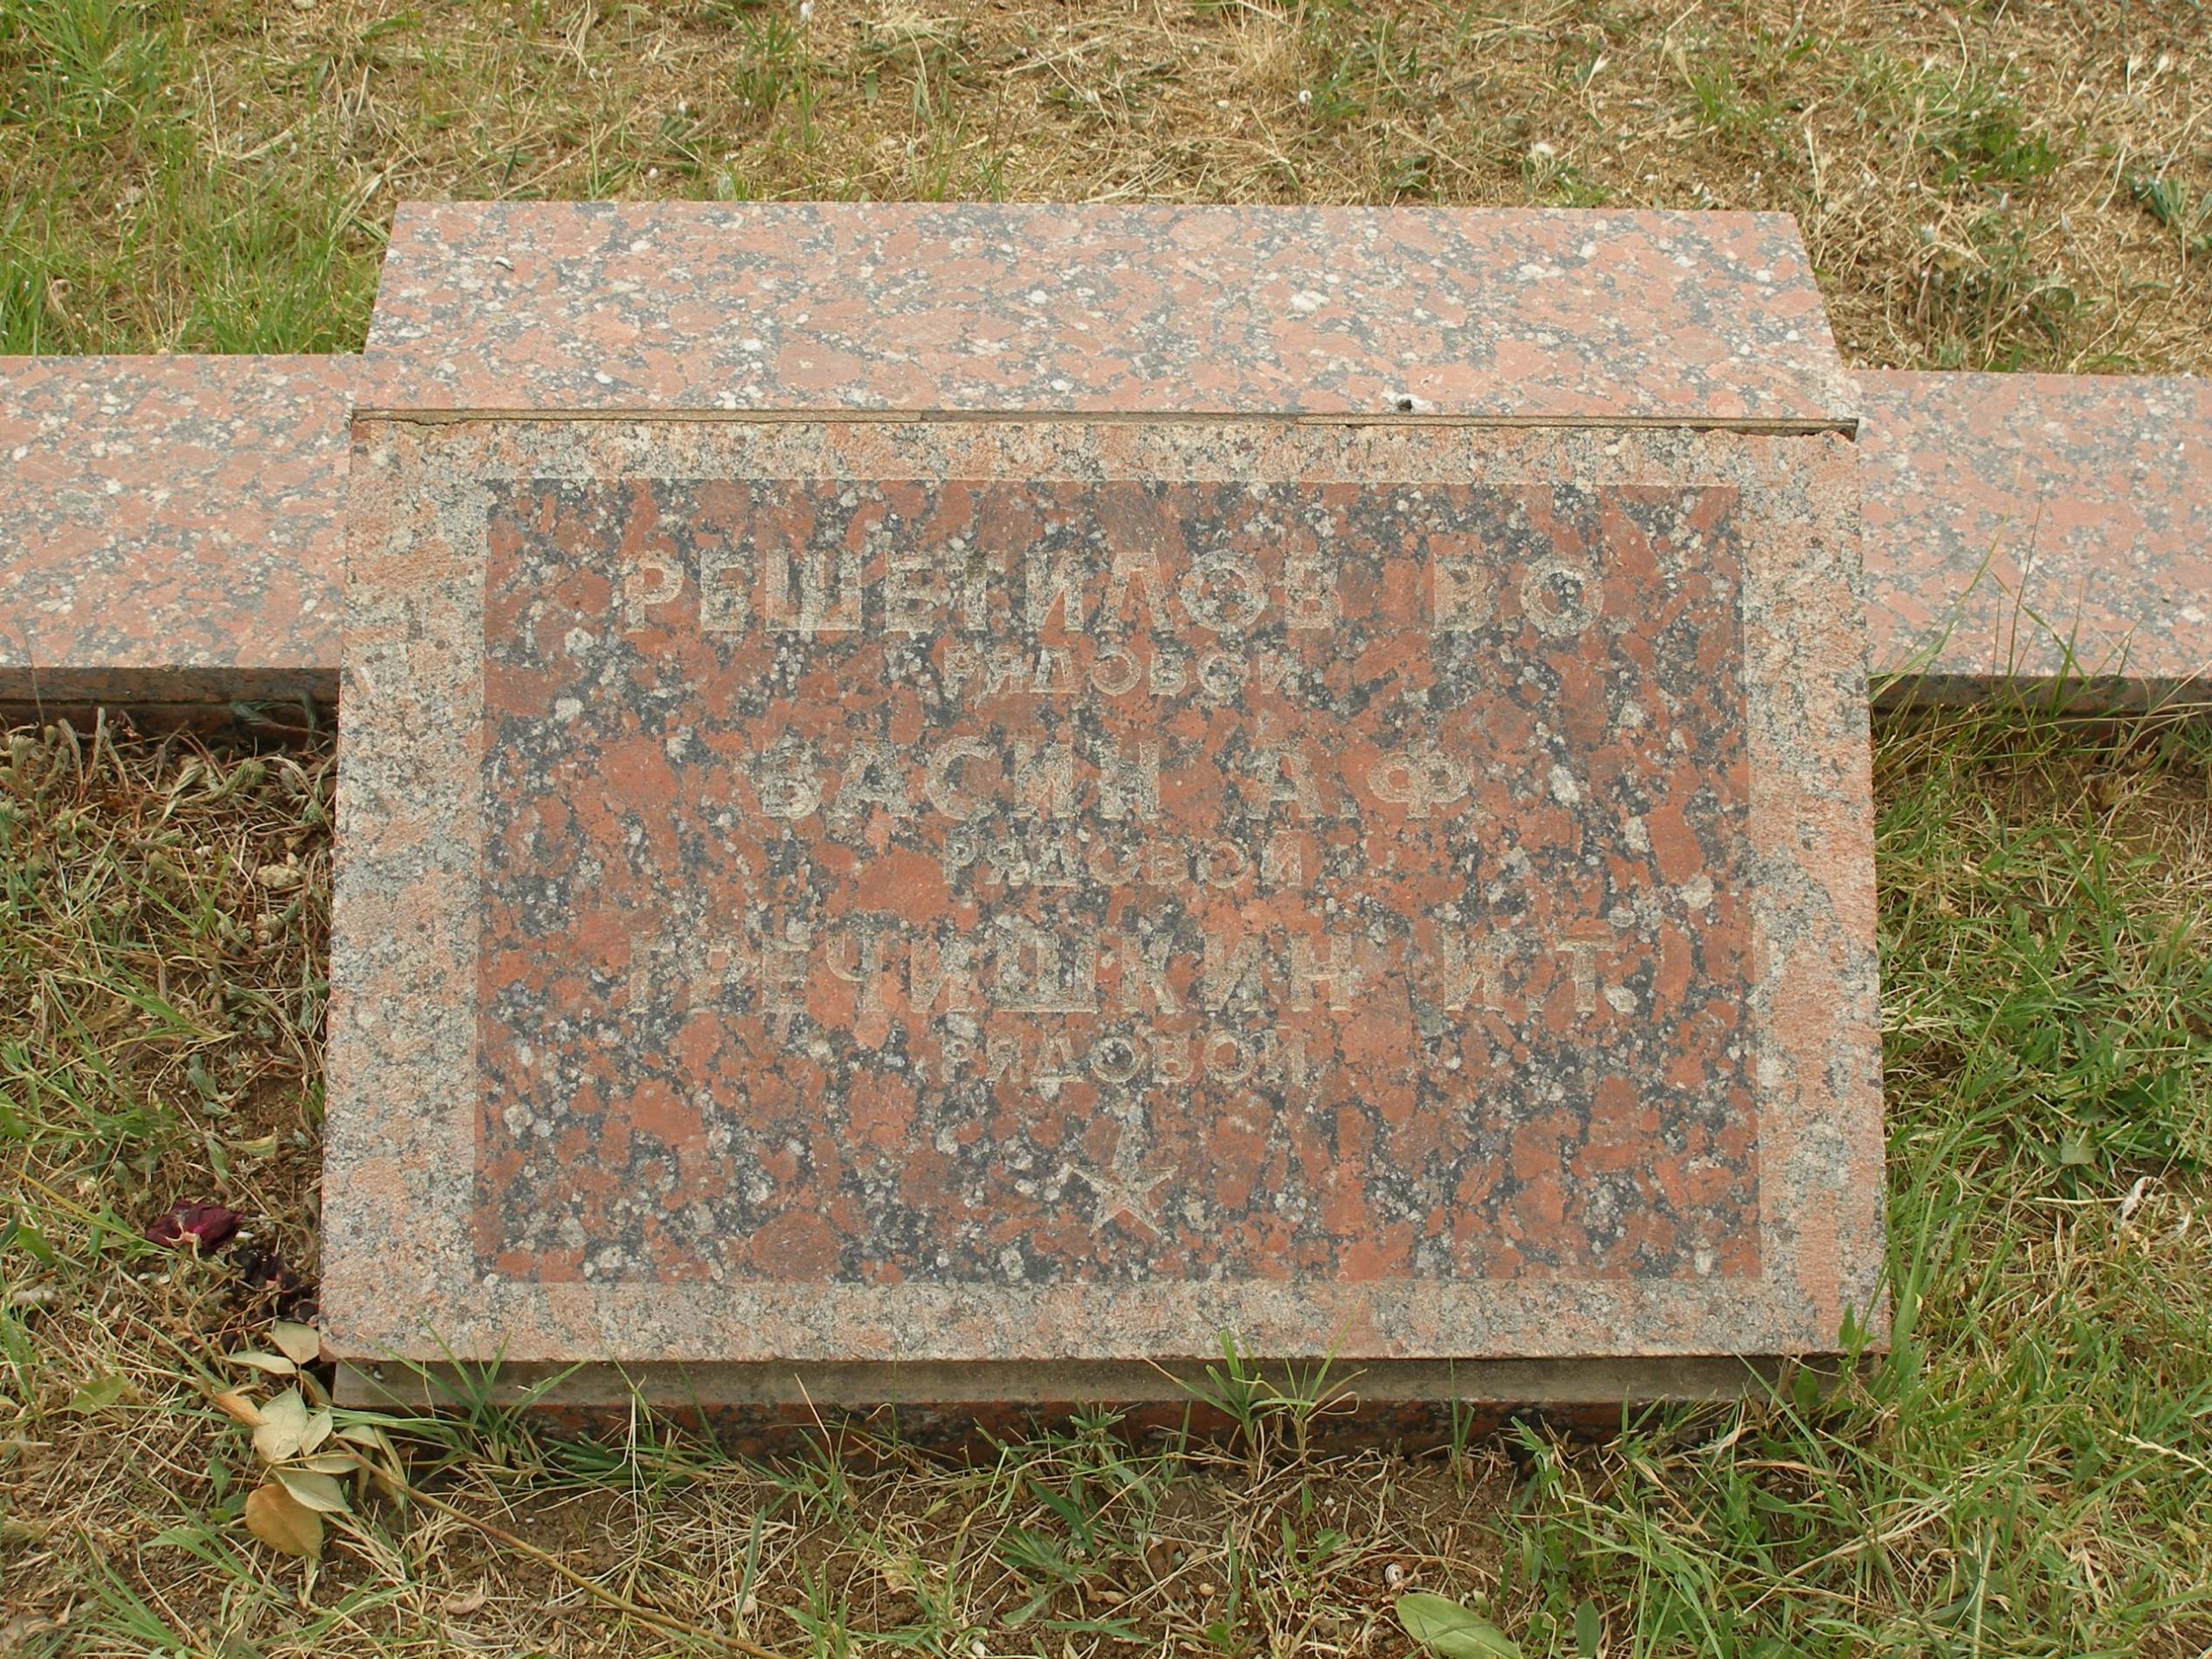 РЕШЕТИЛОВ В.О.
РЯДОВОЙ
ВАСИН А.Ф.
РЯДОВОЙ
ГРЕЧИШКИН И.Т.
РЯДОВОЙ